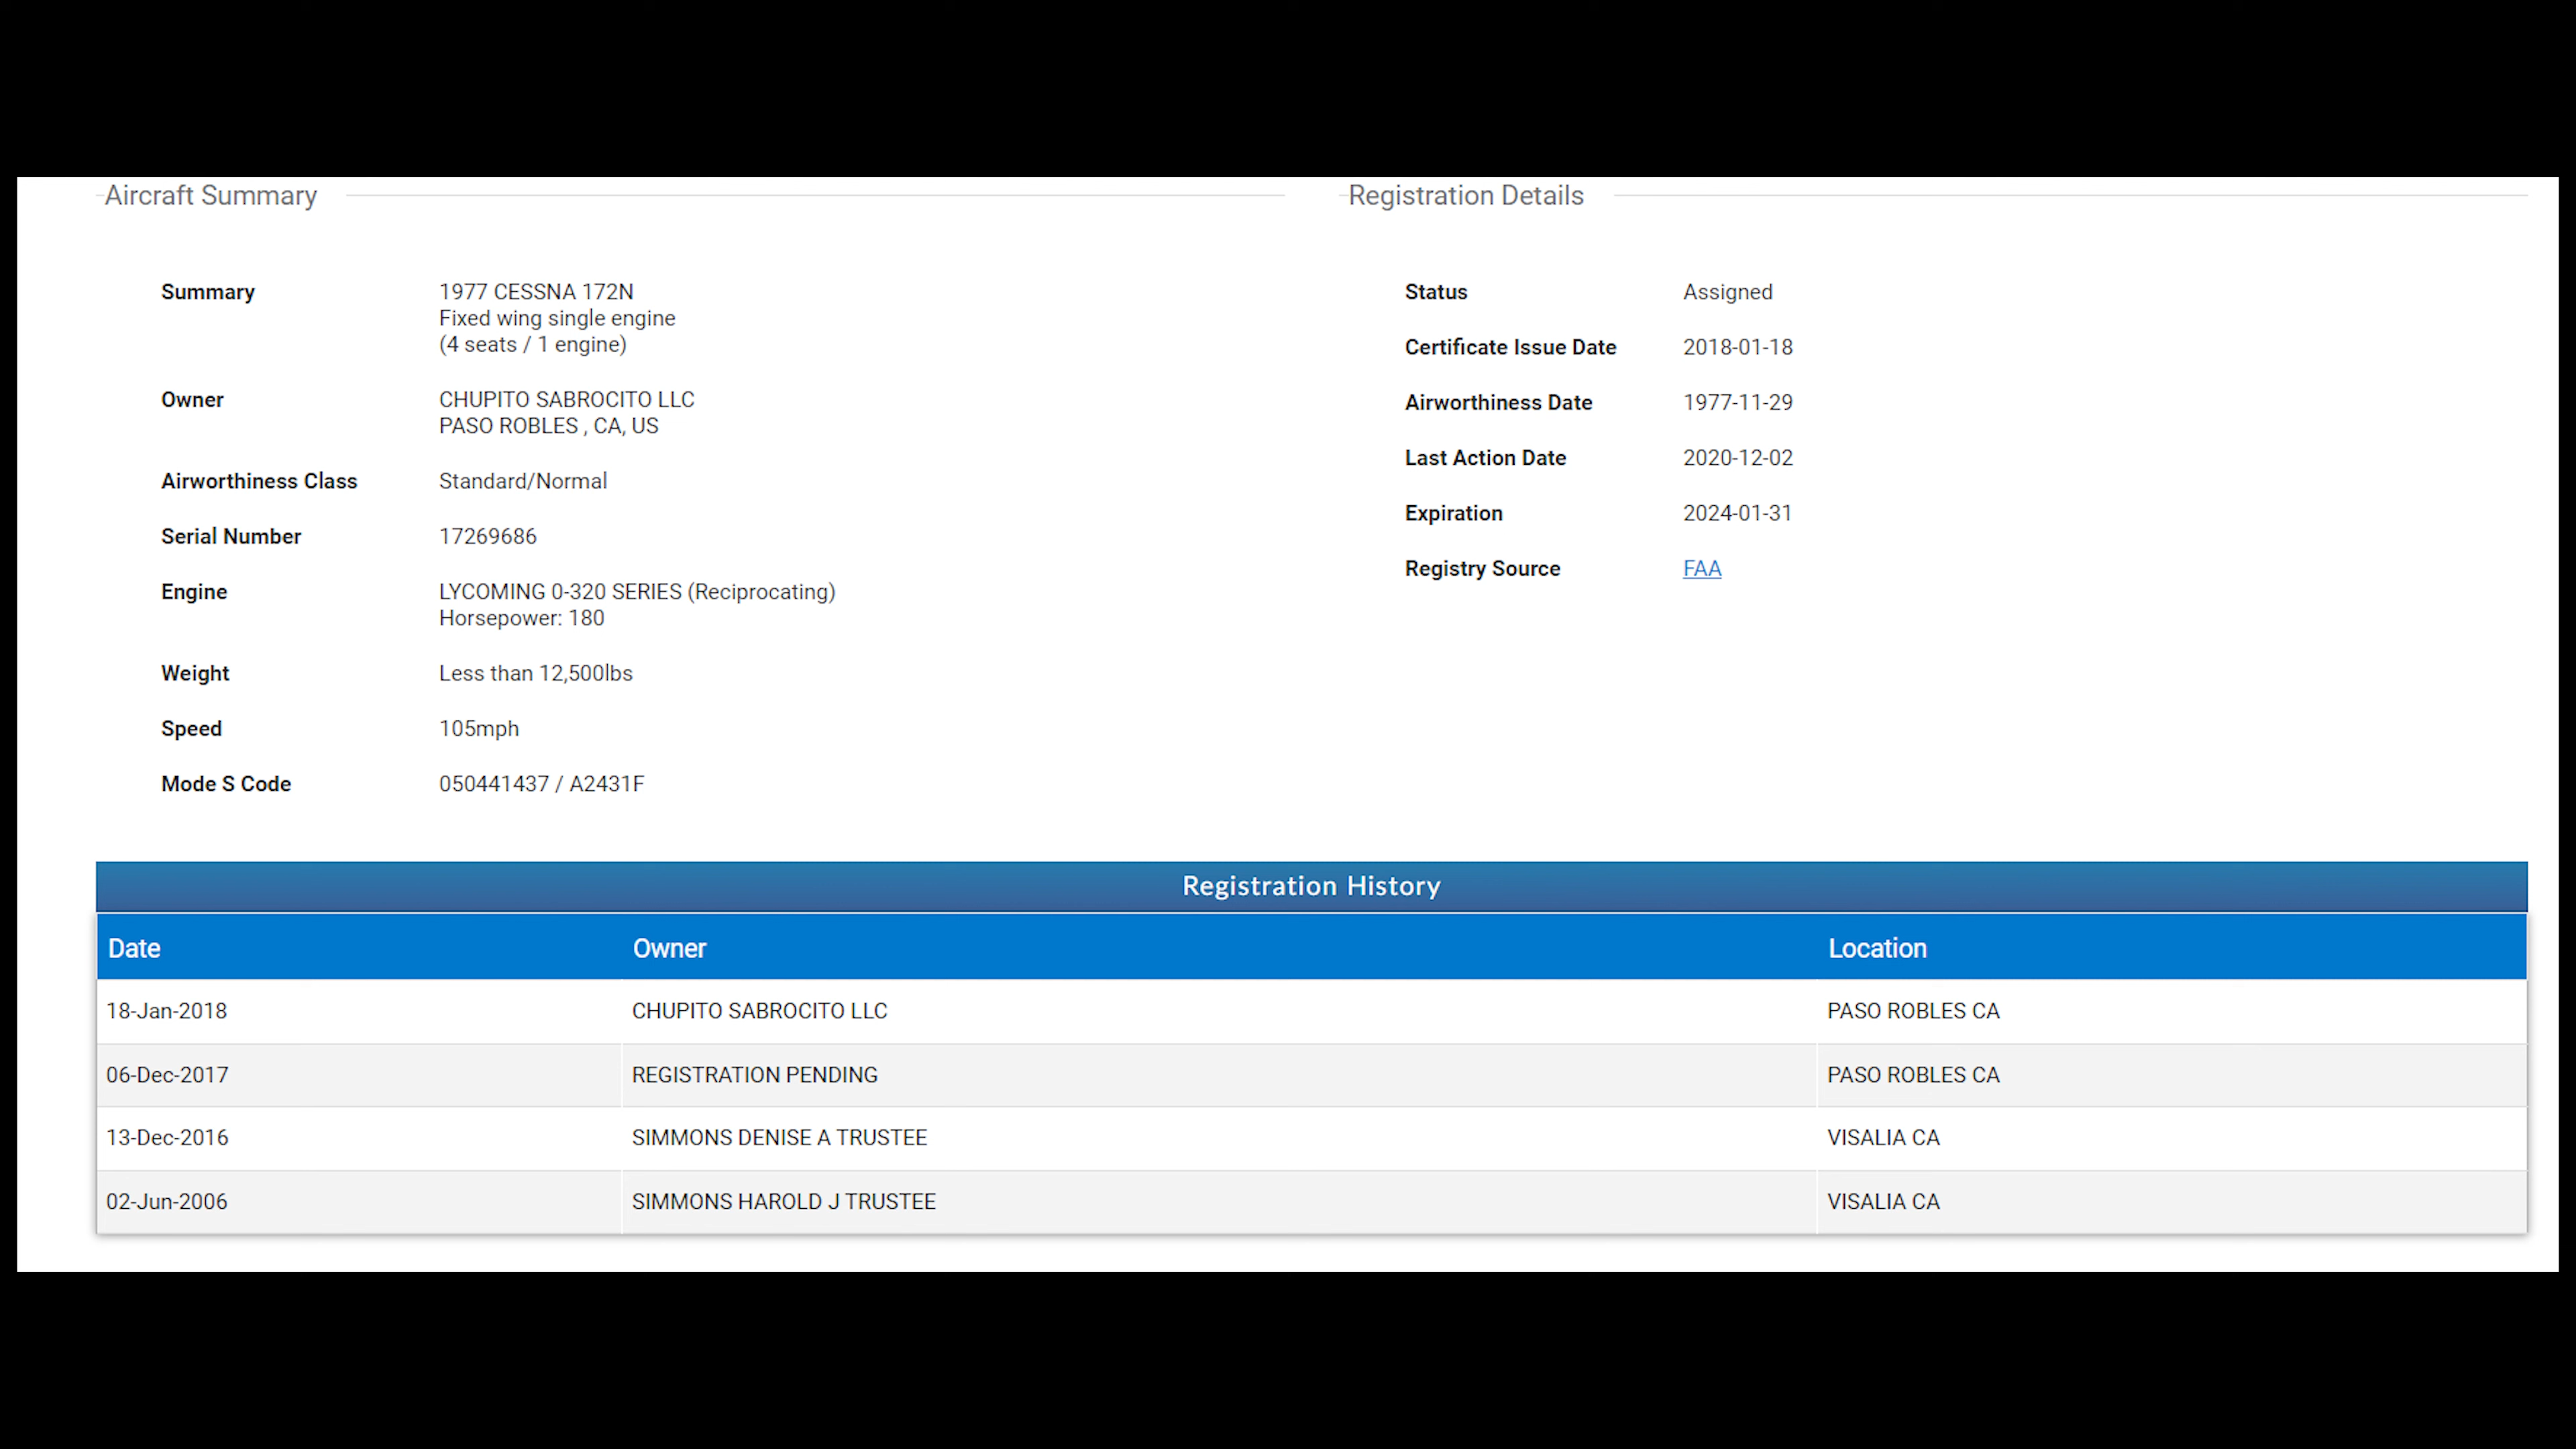 Aircraft Summary
Summary 1977 CESSNA 172N
Fixed wing single engine
(4 seats / 1 engine)
Owner CHUPITO SABROCITO LLC
PASO ROBLES , CA, US
Airworthiness Class Standard/Normal
Serial Number 17269686
Engine LYCOMING 0-320 SERIES (Reciprocating)
Horsepower: 180
Weight Less than 12,500lbs
Speed 105mph
Mode S Code 050441437 / A2431F
Registration Details
Status Assigned
Certificate Issue Date 2018-01-18
Airworthiness Date 1977-11-29
Last Action Date 2020-12-02
Expiration 2024-01-31
Registry Source FAA
Registration History
Date Owner Location
18-Jan-2018 CHUPITO SABROCITO LLC PASO ROBLES CA
06-Dec-2017 REGISTRATION PENDING PASO ROBLES CA
13-Dec-2016 SIMMONS DENISE A TRUSTEE VISALIA CA
02-Jun-2006 SIMMONS HAROLD J TRUSTEE VISALIA CA